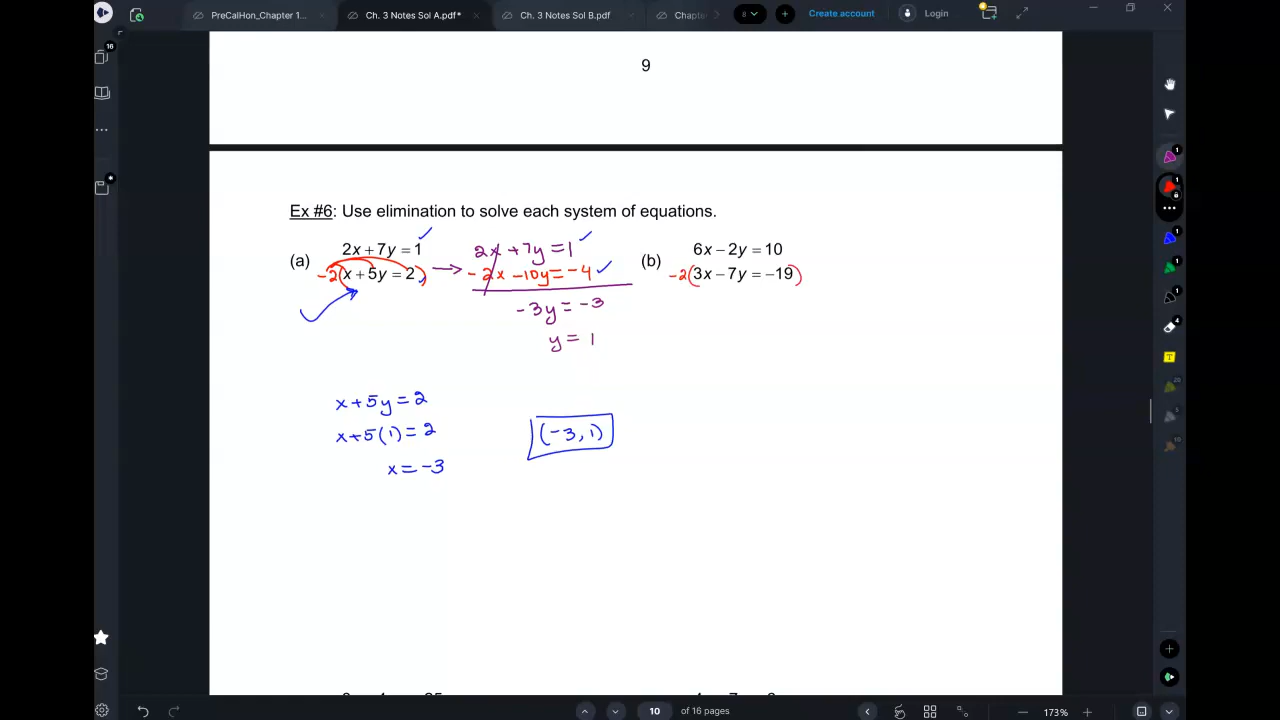 PreCalHon_Chapter 1...
Ch. 3 Notes Sol A.pdf*
Ch. 3 Notes Sol B.pdf
Chapte
8
Create account
Login
16
9
Ex #6: Use elimination to solve each system of equations.
(a)
2x + 7y = 1
-2(x + 5y = 2)
2x + 7y = 1
-2x - 10y = -4
-3y = -3
y = 1
x + 5y = 2
x + 5(1) = 2
x = -3
(-3, 1)
(b)
6x − 2y = 10
-2(3x − 7y = −19)
10
of 16 pages
173%